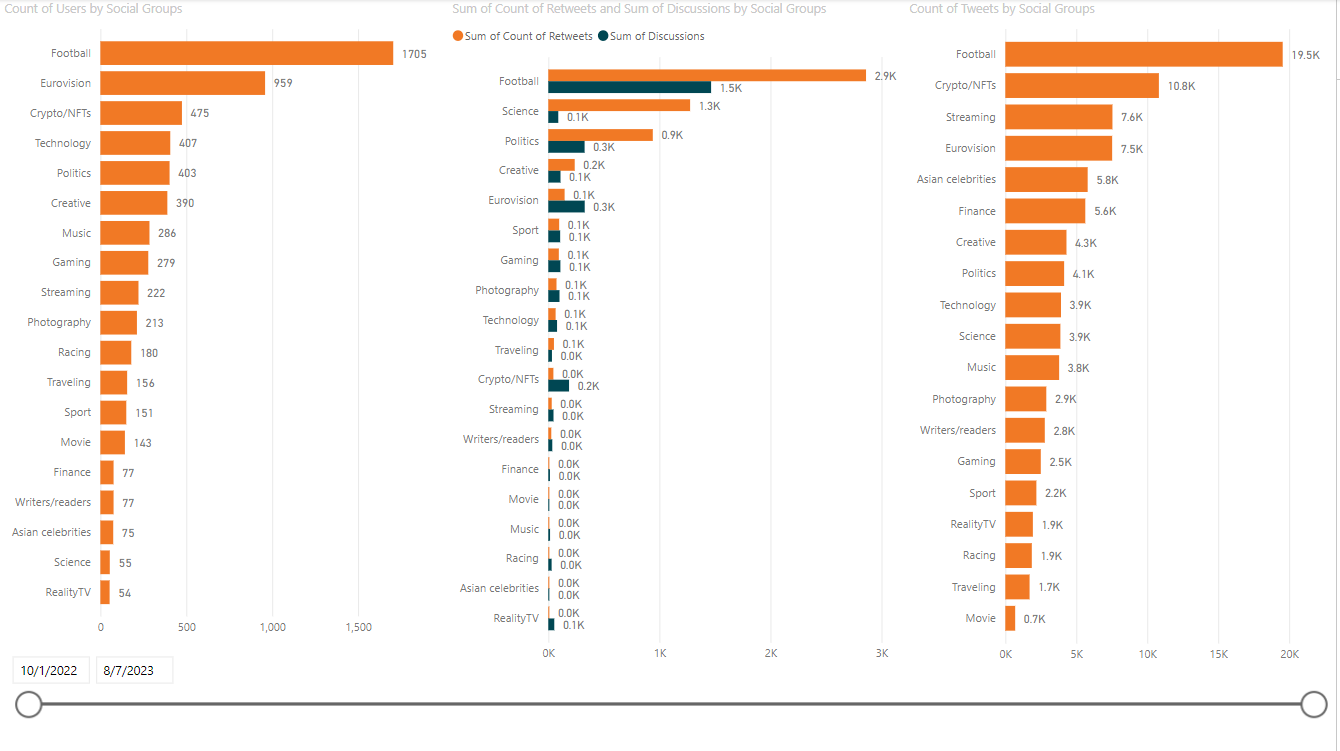 Count of Users by Social Groups
Football 1705
Eurovision 959
Crypto/NFTs 475
Technology 407
Politics 403
Creative 390
Music 286
Gaming 279
Streaming 222
Photography 213
Racing 180
Traveling 156
Sport 151
Movie 143
Finance 77
Writers/readers 77
Asian celebrities 75
Science 55
RealityTV 54
0 500 1,000 1,500
Sum of Count of Retweets and Sum of Discussions by Social Groups
Sum of Count of Retweets Sum of Discussions
Football 2.9K
1.5K
Science 1.3K
0.1K
Politics 0.9K
0.3K
Creative 0.2K
0.1K
Eurovision 0.1K
0.3K
Sport 0.1K
0.1K
Gaming 0.1K
0.1K
Photography 0.1K
0.1K
Technology 0.1K
0.1K
Traveling 0.1K
0.0K
Crypto/NFTs 0.0K
0.2K
Streaming 0.0K
0.0K
Writers/readers 0.0K
0.0K
Finance 0.0K
0.0K
Movie 0.0K
0.0K
Music 0.0K
0.0K
Racing 0.0K
0.0K
Asian celebrities 0.0K
0.0K
RealityTV 0.0K
0.1K
0K 1K 2K 3K
Count of Tweets by Social Groups
Football 19.5K
Crypto/NFTs 10.8K
Streaming 7.6K
Eurovision 7.5K
Asian celebrities 5.8K
Finance 5.6K
Creative 4.3K
Politics 4.1K
Technology 3.9K
Science 3.9K
Music 3.8K
Photography 2.9K
Writers/readers 2.8K
Gaming 2.5K
Sport 2.2K
RealityTV 1.9K
Racing 1.9K
Traveling 1.7K
Movie 0.7K
0K 5K 10K 15K 20K
10/1/2022 8/7/2023